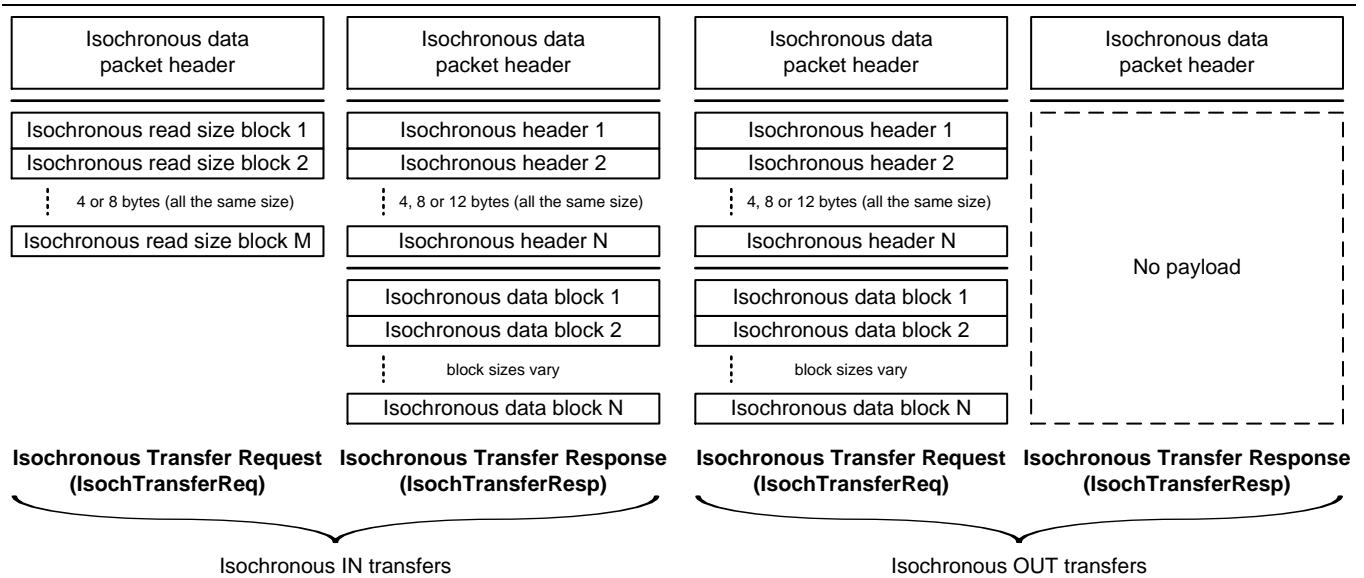 Isochronous data
packet header
Isochronous read size block 1
Isochronous read size block 2
4 or 8 bytes (all the same size)
Isochronous read size block M
Isochronous Transfer Request
(IsochTransferReq)
Isochronous data
packet header
Isochronous header 1
Isochronous header 2
4, 8 or 12 bytes (all the same size)
Isochronous header N
Isochronous data block 1
Isochronous data block 2
block sizes vary
Isochronous data block N
Isochronous Transfer Response
(IsochTransferResp)
Isochronous IN transfers
Isochronous data
packet header
Isochronous header 1
Isochronous header 2
4, 8 or 12 bytes (all the same size)
Isochronous header N
Isochronous data block 1
Isochronous data block 2
block sizes vary
Isochronous data block N
Isochronous Transfer Request
(IsochTransferReq)
Isochronous data
packet header
No payload
Isochronous Transfer Response
(IsochTransferResp)
Isochronous OUT transfers